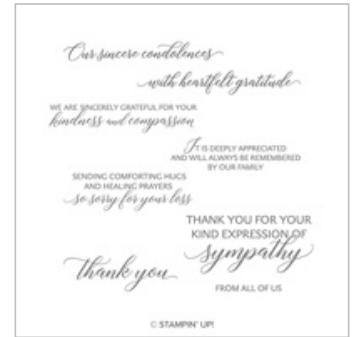 Our sincere condolences
with heartfelt gratitude
WE ARE SINCERELY GRATEFUL FOR YOUR
kindness and compassion
IT IS DEEPLY APPRECIATED
AND WILL ALWAYS BE REMEMBERED
BY OUR FAMILY
SENDING COMFORTING HUGS
AND HEALING PRAYERS
so sorry for your loss
THANK YOU FOR YOUR
KIND EXPRESSION OF
sympathy
thank you
FROM ALL OF US
© STAMPIN' UP!